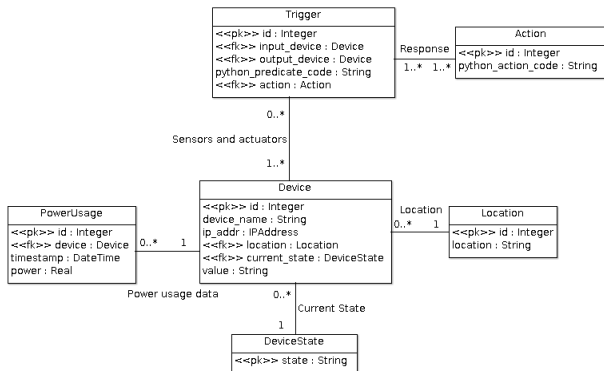 Trigger
<<pk>> id : Integer
<<fk>> input_device : Device
<<fk>> output_device : Device
python_predicate_code : String
<<fk>> action : Action
Response
1..* 1..*
Action
<<pk>> id : Integer
python_action_code : String
0..*
Sensors and actuators
1..*
Device
<<pk>> id : Integer
device_name : String
ip_addr : IPAddress
<<fk>> location : Location
<<fk>> current_state : DeviceState
value : String
PowerUsage
<<pk>> id : Integer
<<fk>> device : Device
timestamp : DateTime
power : Real
0..* 1
Power usage data
Location
0..* 1
Location
<<pk>> id : Integer
location : String
0..*
Current State
1
DeviceState
<<pk>> state : String